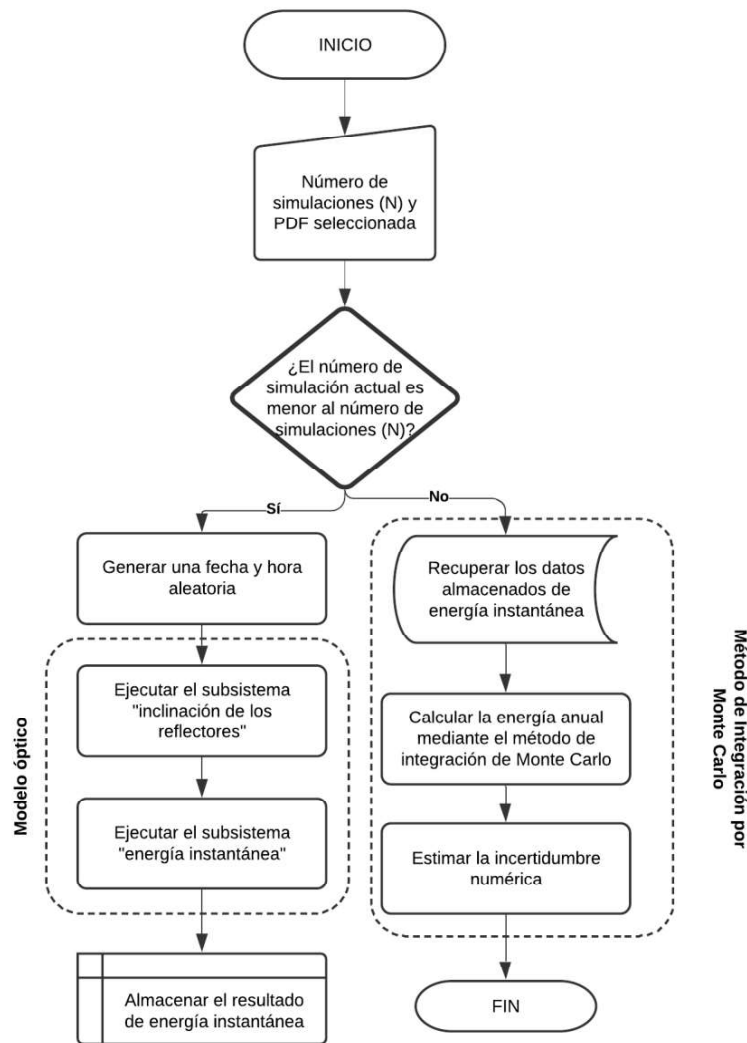 INICIO
Número de
simulaciones (N) y
PDF seleccionada
¿El número de
simulación actual es
menor al número de
simulaciones (N)?
Sí
No
Generar una fecha y hora
aleatoria
Modelo óptico
Ejecutar el subsistema
"inclinación de los
reflectores"
Ejecutar el subsistema
"energía instantánea"
Almacenar el resultado
de energía instantánea
Recuperar los datos
almacenados de
energía instantánea
Calcular la energía anual
mediante el método de
integración de Monte Carlo
Estimar la incertidumbre
numérica
FIN
Método de Integración por
Monte Carlo